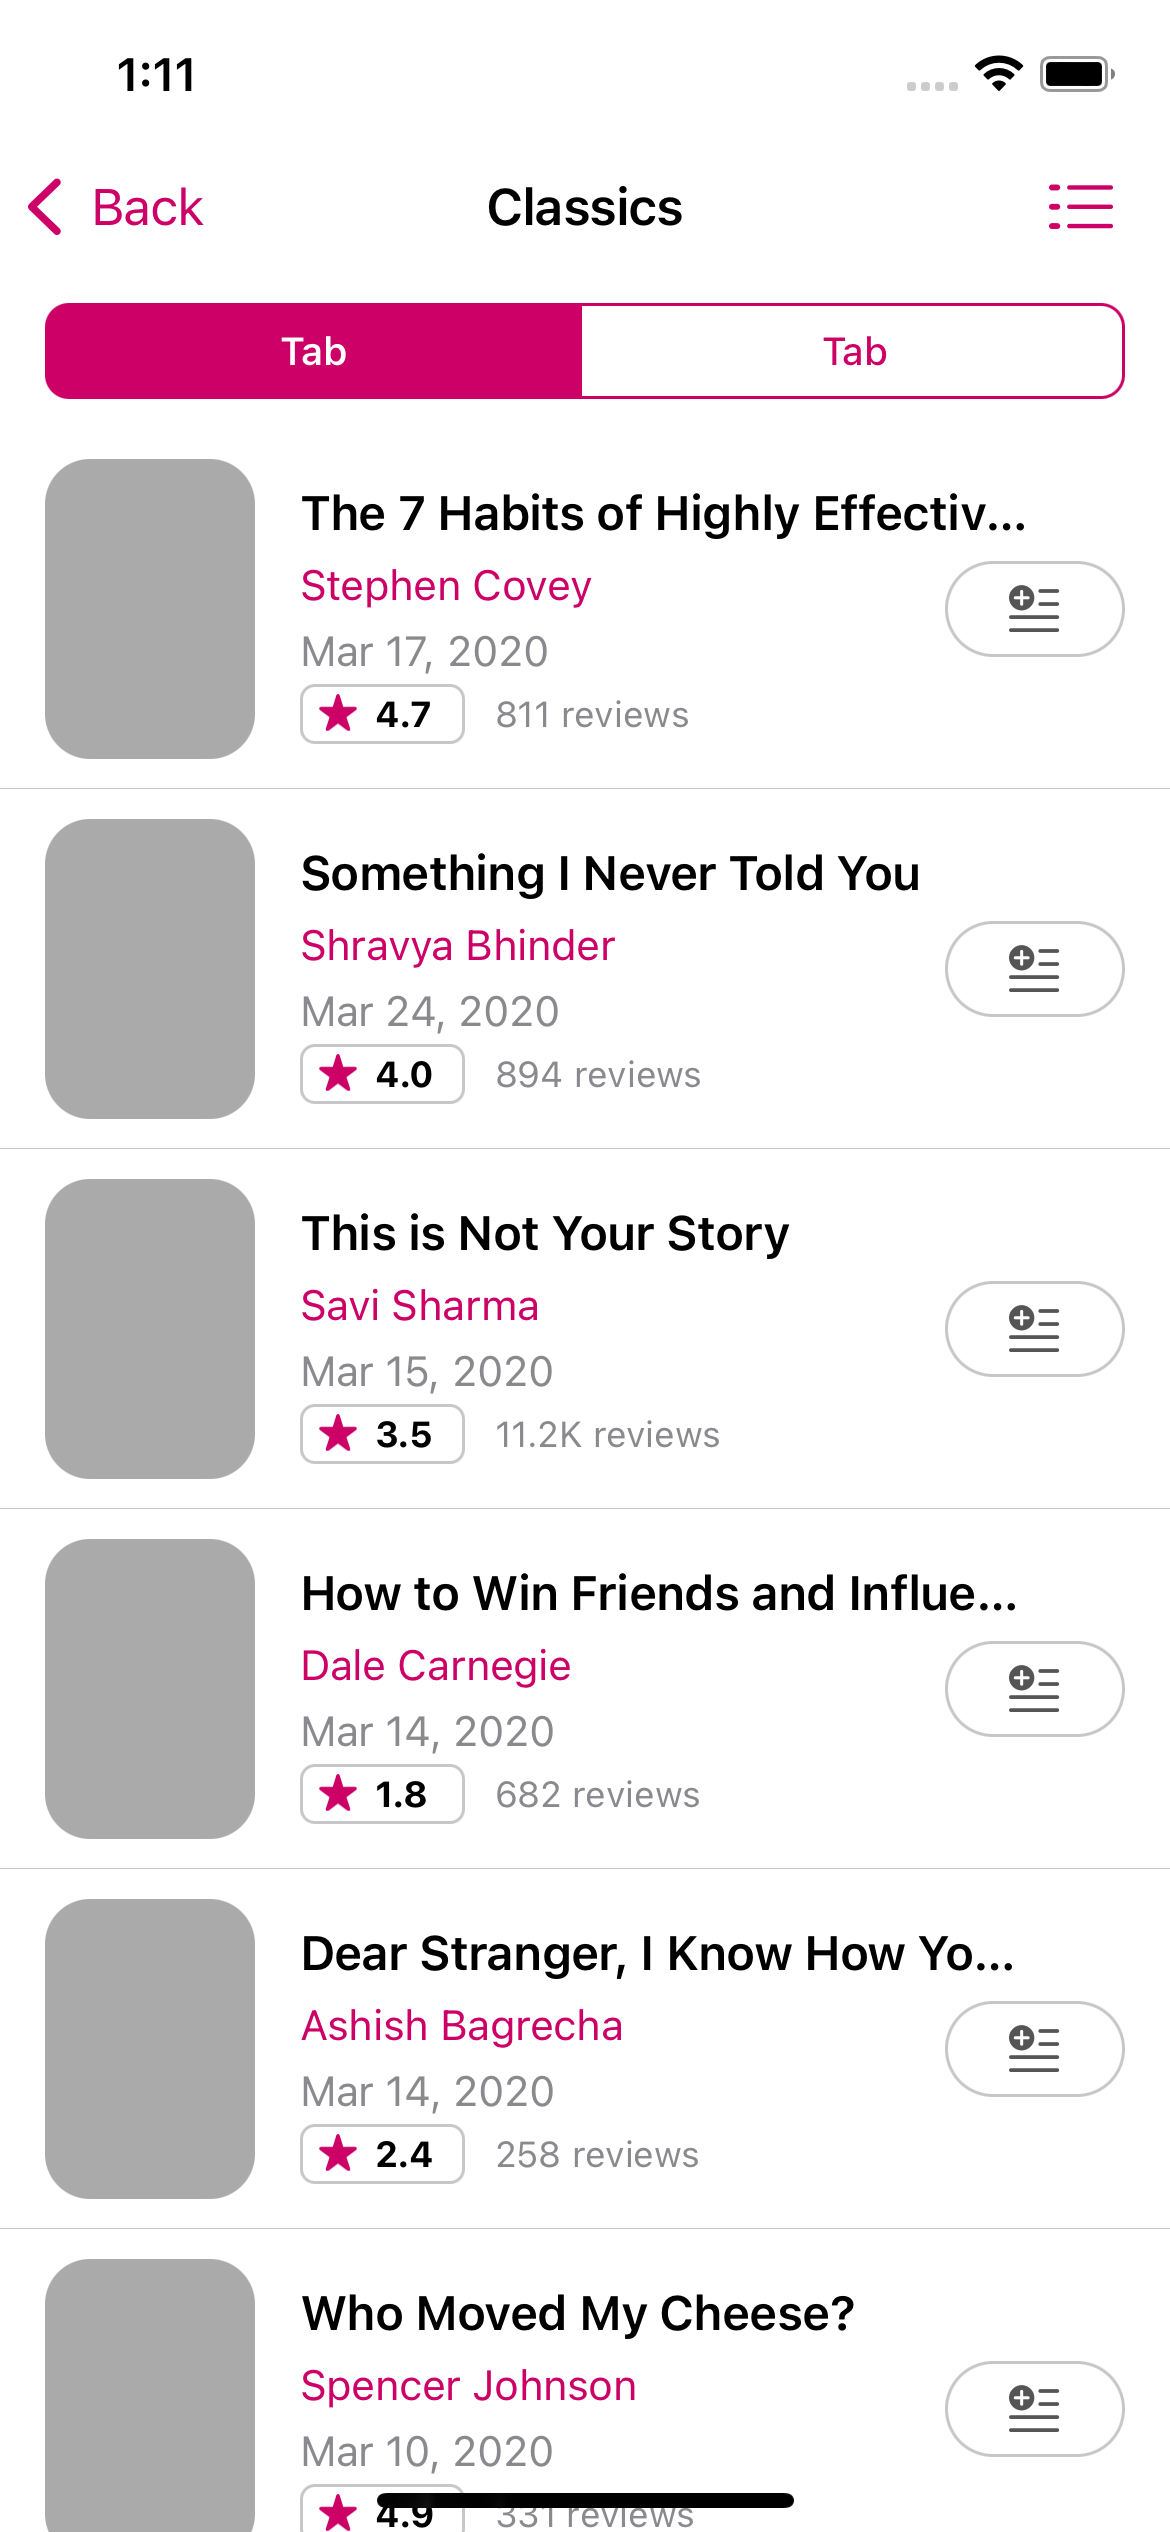 1:11
Back
Classics
Tab
Tab
The 7 Habits of Highly Effectiv...
Stephen Covey
Mar 17, 2020
4.7
811 reviews
Something I Never Told You
Shravya Bhinder
Mar 24, 2020
4.0
894 reviews
This is Not Your Story
Savi Sharma
Mar 15, 2020
3.5
11.2K reviews
How to Win Friends and Influe...
Dale Carnegie
Mar 14, 2020
1.8
682 reviews
Dear Stranger, I Know How Yo...
Ashish Bagrecha
Mar 14, 2020
2.4
258 reviews
Who Moved My Cheese?
Spencer Johnson
Mar 10, 2020
4.9
331 reviews